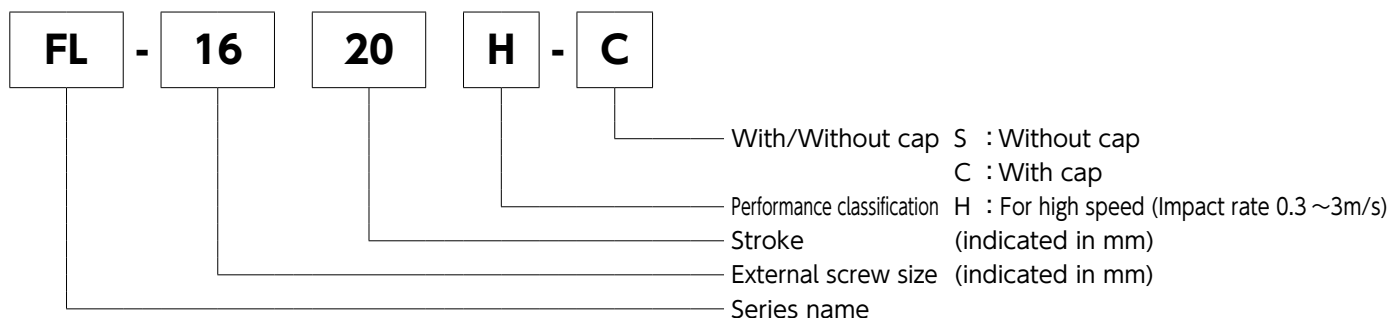 FL - 16 20 H - C
With/Without cap S : Without cap
C : With cap
Performance classification H : For high speed (Impact rate 0.3～3m/s)
Stroke (indicated in mm)
External screw size (indicated in mm)
Series name